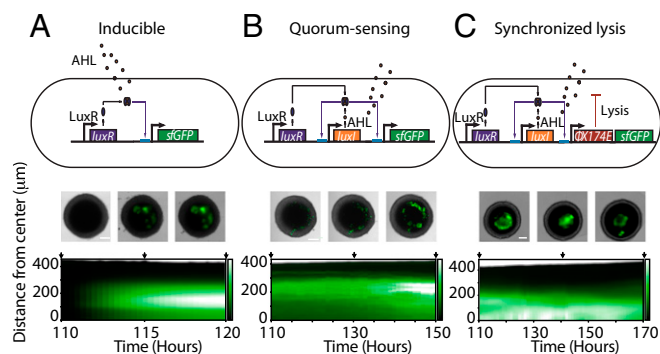 A Inducible
AHL
LuxR
luxR
sfGFP
B Quorum-sensing
LuxR
AHL
luxR
luxI
sfGFP
C Synchronized lysis
LuxR
AHL
Lysis
luxR
luxI
ΦX174E
sfGFP
Distance from center (μm)
400
200
0
110 115 120
Time (Hours)
400
200
0
110 130 150
Time (Hours)
400
200
0
110 130 150 170
Time (Hours)